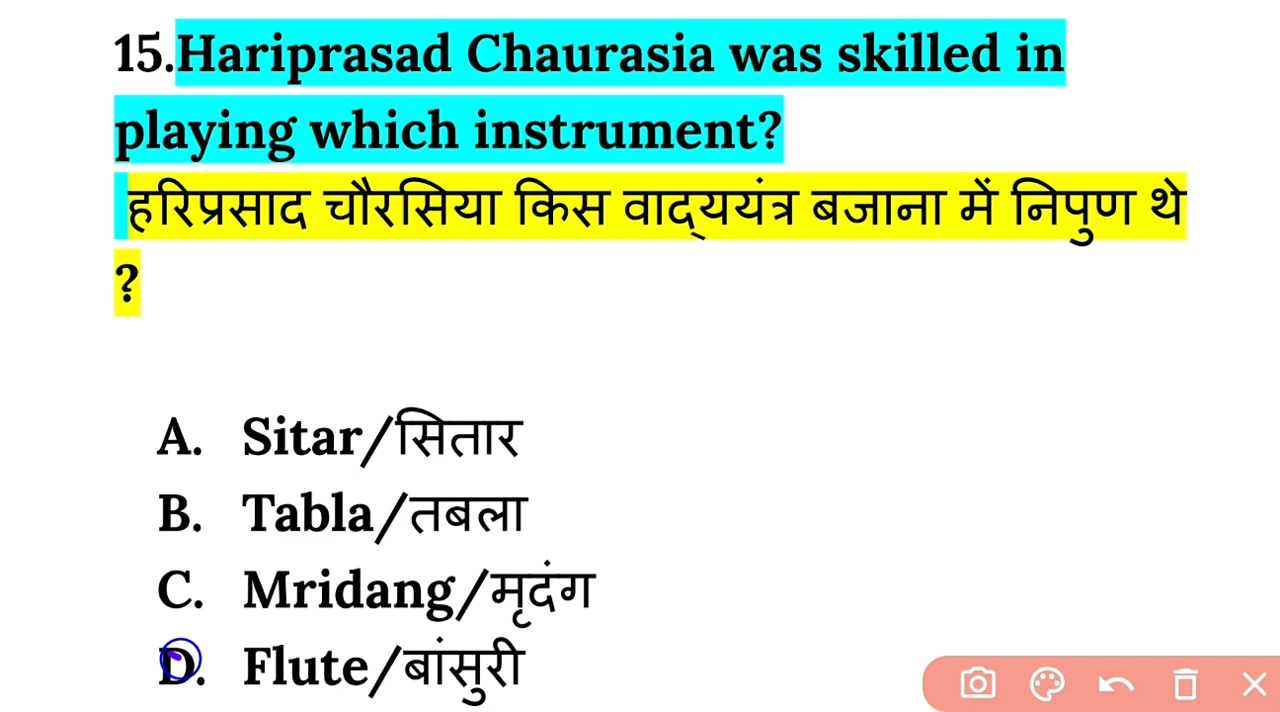 15.Hariprasad Chaurasia was skilled in
playing which instrument?
हरिप्रसाद चौरसिया किस वाद्ययंत्र बजाना में निपुण थे
?
A. Sitar/सितार
B. Tabla/तबला
C. Mridang/मृदंग
D. Flute/बांसुरी